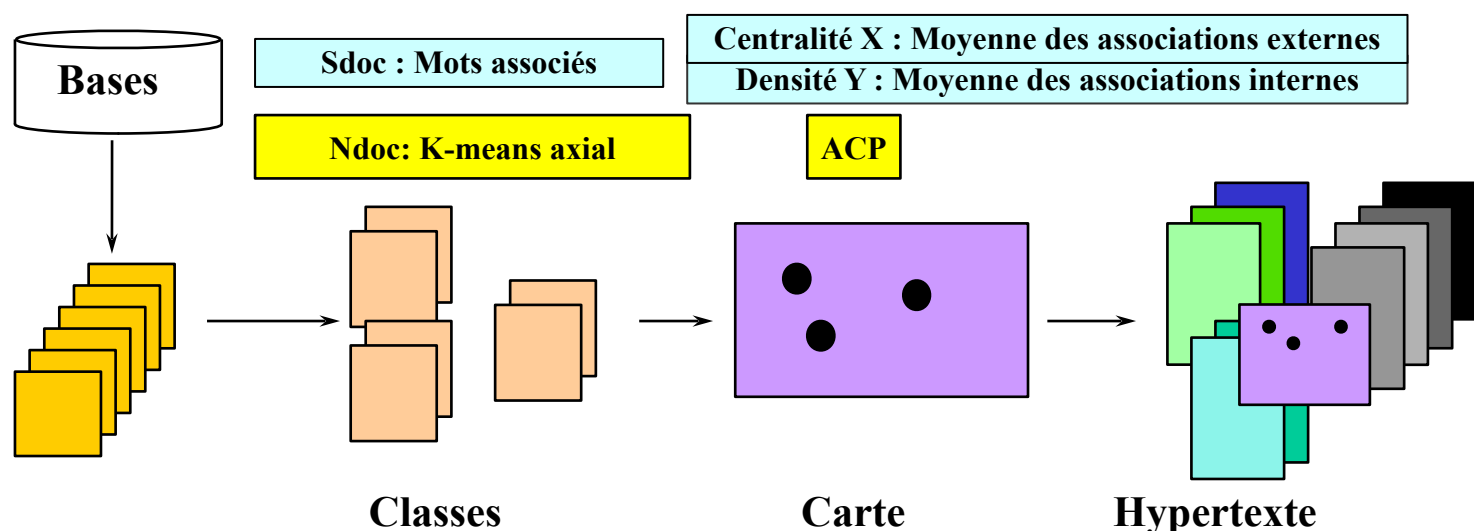 Bases
Sdoc : Mots associés
Centralité X : Moyenne des associations externes
Densité Y : Moyenne des associations internes
Ndoc: K-means axial
ACP
Classes
Carte
Hypertexte